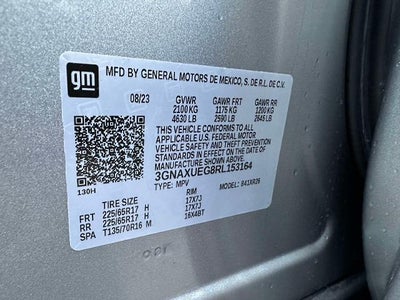 gm
MFD BY GENERAL MOTORS DE MEXICO, S. DE R.L. DE C.V.
08/23 GVWR GAWR FRT GAWR RR
2100 KG 1175 KG 1200 KG
4630 LB 2590 LB 2645 LB
THIS VEHICLE CONFORMS TO ALL APPLICABLE
U.S. FEDERAL MOTOR
VEHICLE SAFETY AND THEFT PREVENTION
STANDARDS IN EFFECT ON THE DATE OF
MANUFACTURE SHOWN ABOVE.
3GNAXUEG8RL153164
TYPE: MPV MODEL:
130H
TIRE SIZE RIM
FRT 225/65R17 H 17X7J
RR 225/65R17 H 17X7J
SPA T135/70R16 M 16X4BT